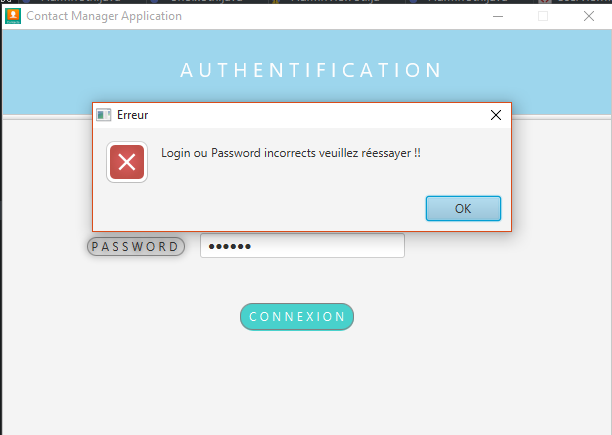 Contact Manager Application
AUTHENTIFICATION
Erreur
Login ou Password incorrects veuillez réessayer !!
OK
PASSWORD
CONNEXION